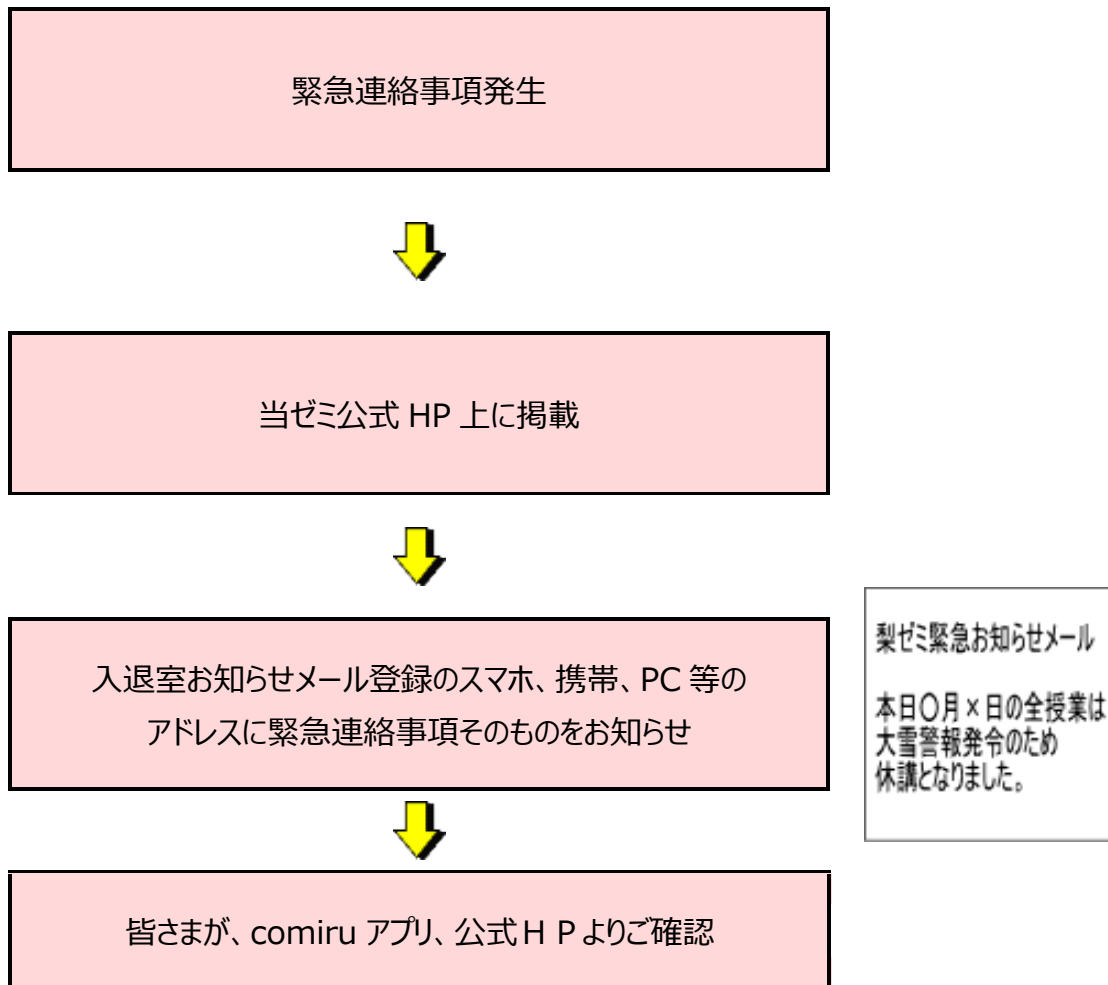 緊急連絡事項発生
当ゼミ公式 HP 上に掲載
入退室お知らせメール登録のスマホ、携帯、PC 等の
アドレスに緊急連絡事項そのものをお知らせ
梨ゼミ緊急お知らせメール
本日〇月×日の全授業は
大雪警報発令のため
休講となりました。
皆さまが、comiru アプリ、公式ＨＰよりご確認